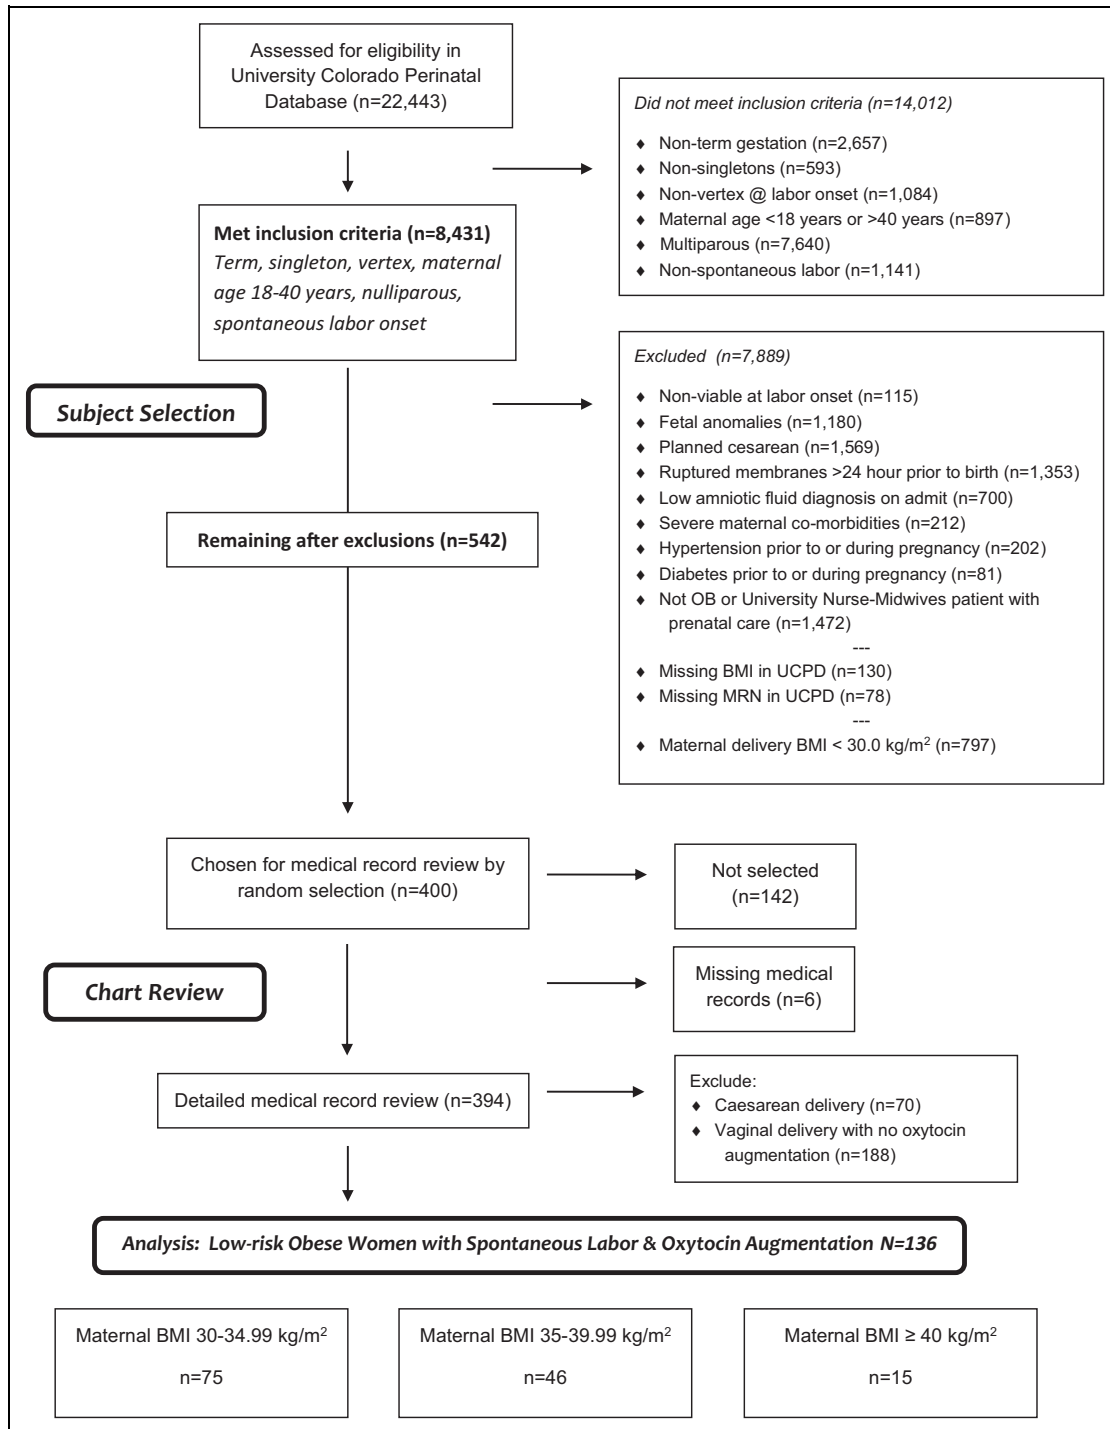 Assessed for eligibility in
University Colorado Perinatal
Database (n=22,443)
Did not meet inclusion criteria (n=14,012)
♦ Non-term gestation (n=2,657)
♦ Non-singletons (n=593)
♦ Non-vertex @ labor onset (n=1,084)
♦ Maternal age <18 years or >40 years (n=897)
♦ Multiparous (n=7,640)
♦ Non-spontaneous labor (n=1,141)
Met inclusion criteria (n=8,431)
Term, singleton, vertex, maternal
age 18-40 years, nulliparous,
spontaneous labor onset
Excluded (n=7,889)
♦ Non-viable at labor onset (n=115)
♦ Fetal anomalies (n=1,180)
♦ Planned cesarean (n=1,569)
♦ Ruptured membranes >24 hour prior to birth (n=1,353)
♦ Low amniotic fluid diagnosis on admit (n=700)
♦ Severe maternal co-morbidities (n=212)
♦ Hypertension prior to or during pregnancy (n=202)
♦ Diabetes prior to or during pregnancy (n=81)
♦ Not OB or University Nurse-Midwives patient with
prenatal care (n=1,472)
---
♦ Missing BMI in UCPD (n=130)
♦ Missing MRN in UCPD (n=78)
---
♦ Maternal delivery BMI < 30.0 kg/m² (n=797)
Subject Selection
Remaining after exclusions (n=542)
Chosen for medical record review by
random selection (n=400)
Not selected
(n=142)
Chart Review
Missing medical
records (n=6)
Detailed medical record review (n=394)
Exclude:
♦ Caesarean delivery (n=70)
♦ Vaginal delivery with no oxytocin
augmentation (n=188)
Analysis: Low-risk Obese Women with Spontaneous Labor & Oxytocin Augmentation N=136
Maternal BMI 30-34.99 kg/m²
n=75
Maternal BMI 35-39.99 kg/m²
n=46
Maternal BMI ≥ 40 kg/m²
n=15